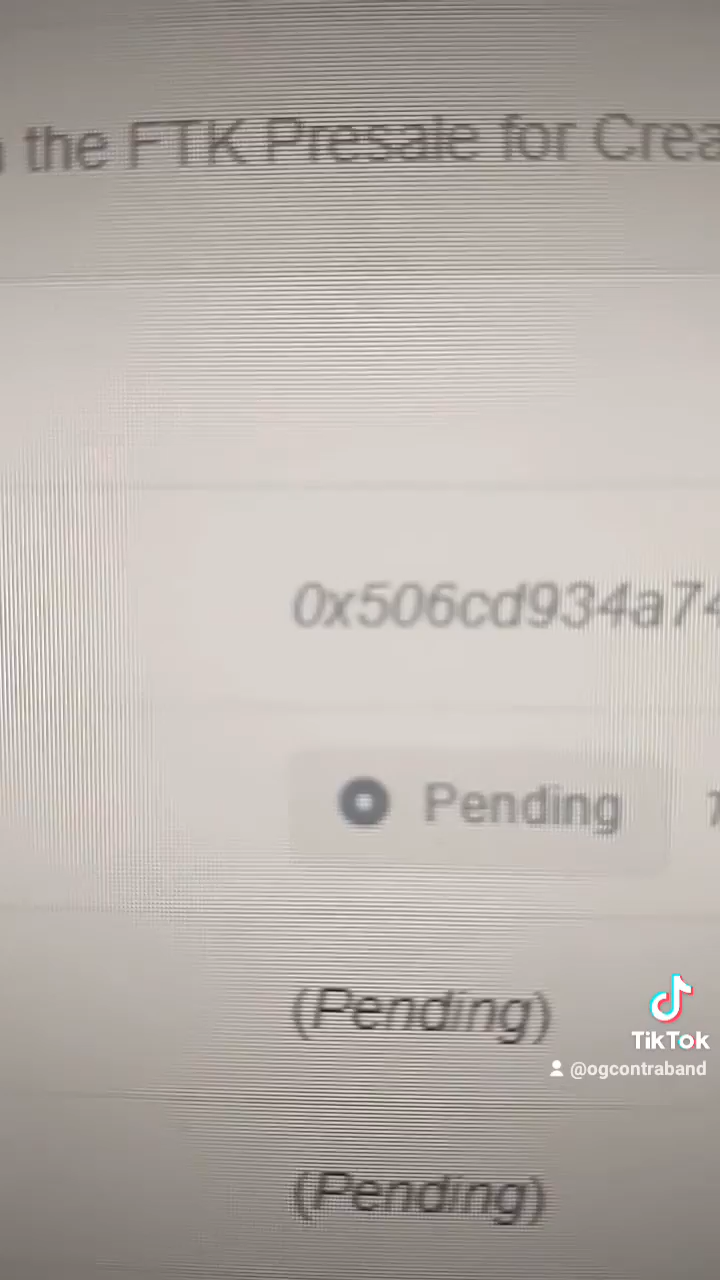 the FTK Presale for Crea
0x506cd934a74
Pending
(Pending)
TikTok
@ogcontraband
(Pending)